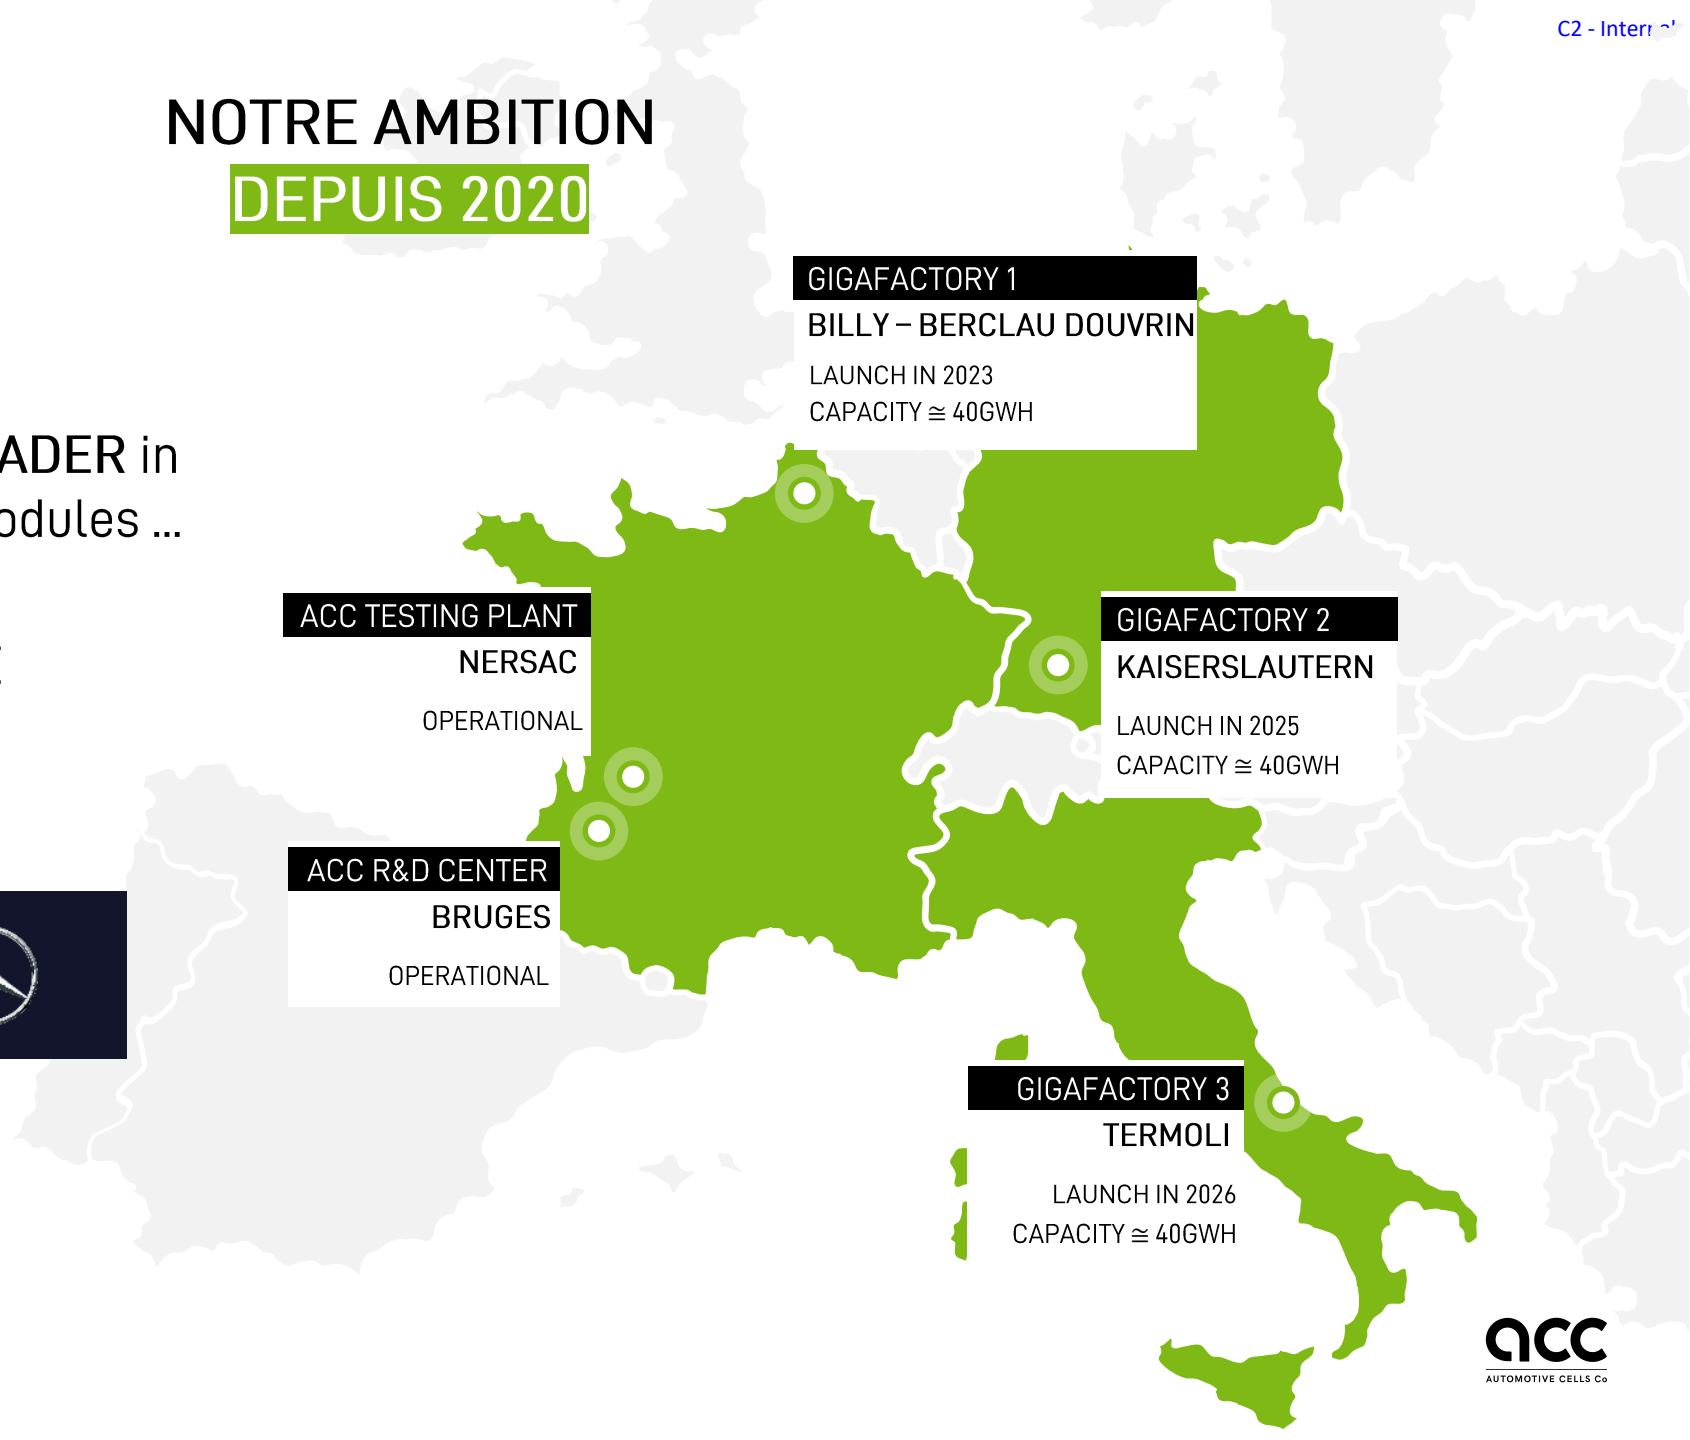 C2 - Internal
NOTRE AMBITION
DEPUIS 2020
GIGAFACTORY 1
BILLY – BERCLAU DOUVRIN
LAUNCH IN 2023
CAPACITY ≅ 40GWH
ADER in
odules ...
ACC TESTING PLANT
NERSAC
OPERATIONAL
GIGAFACTORY 2
KAISERSLAUTERN
LAUNCH IN 2025
CAPACITY ≅ 40GWH
ACC R&D CENTER
BRUGES
OPERATIONAL
GIGAFACTORY 3
TERMOLI
LAUNCH IN 2026
CAPACITY ≅ 40GWH
acc
AUTOMOTIVE CELLS Co